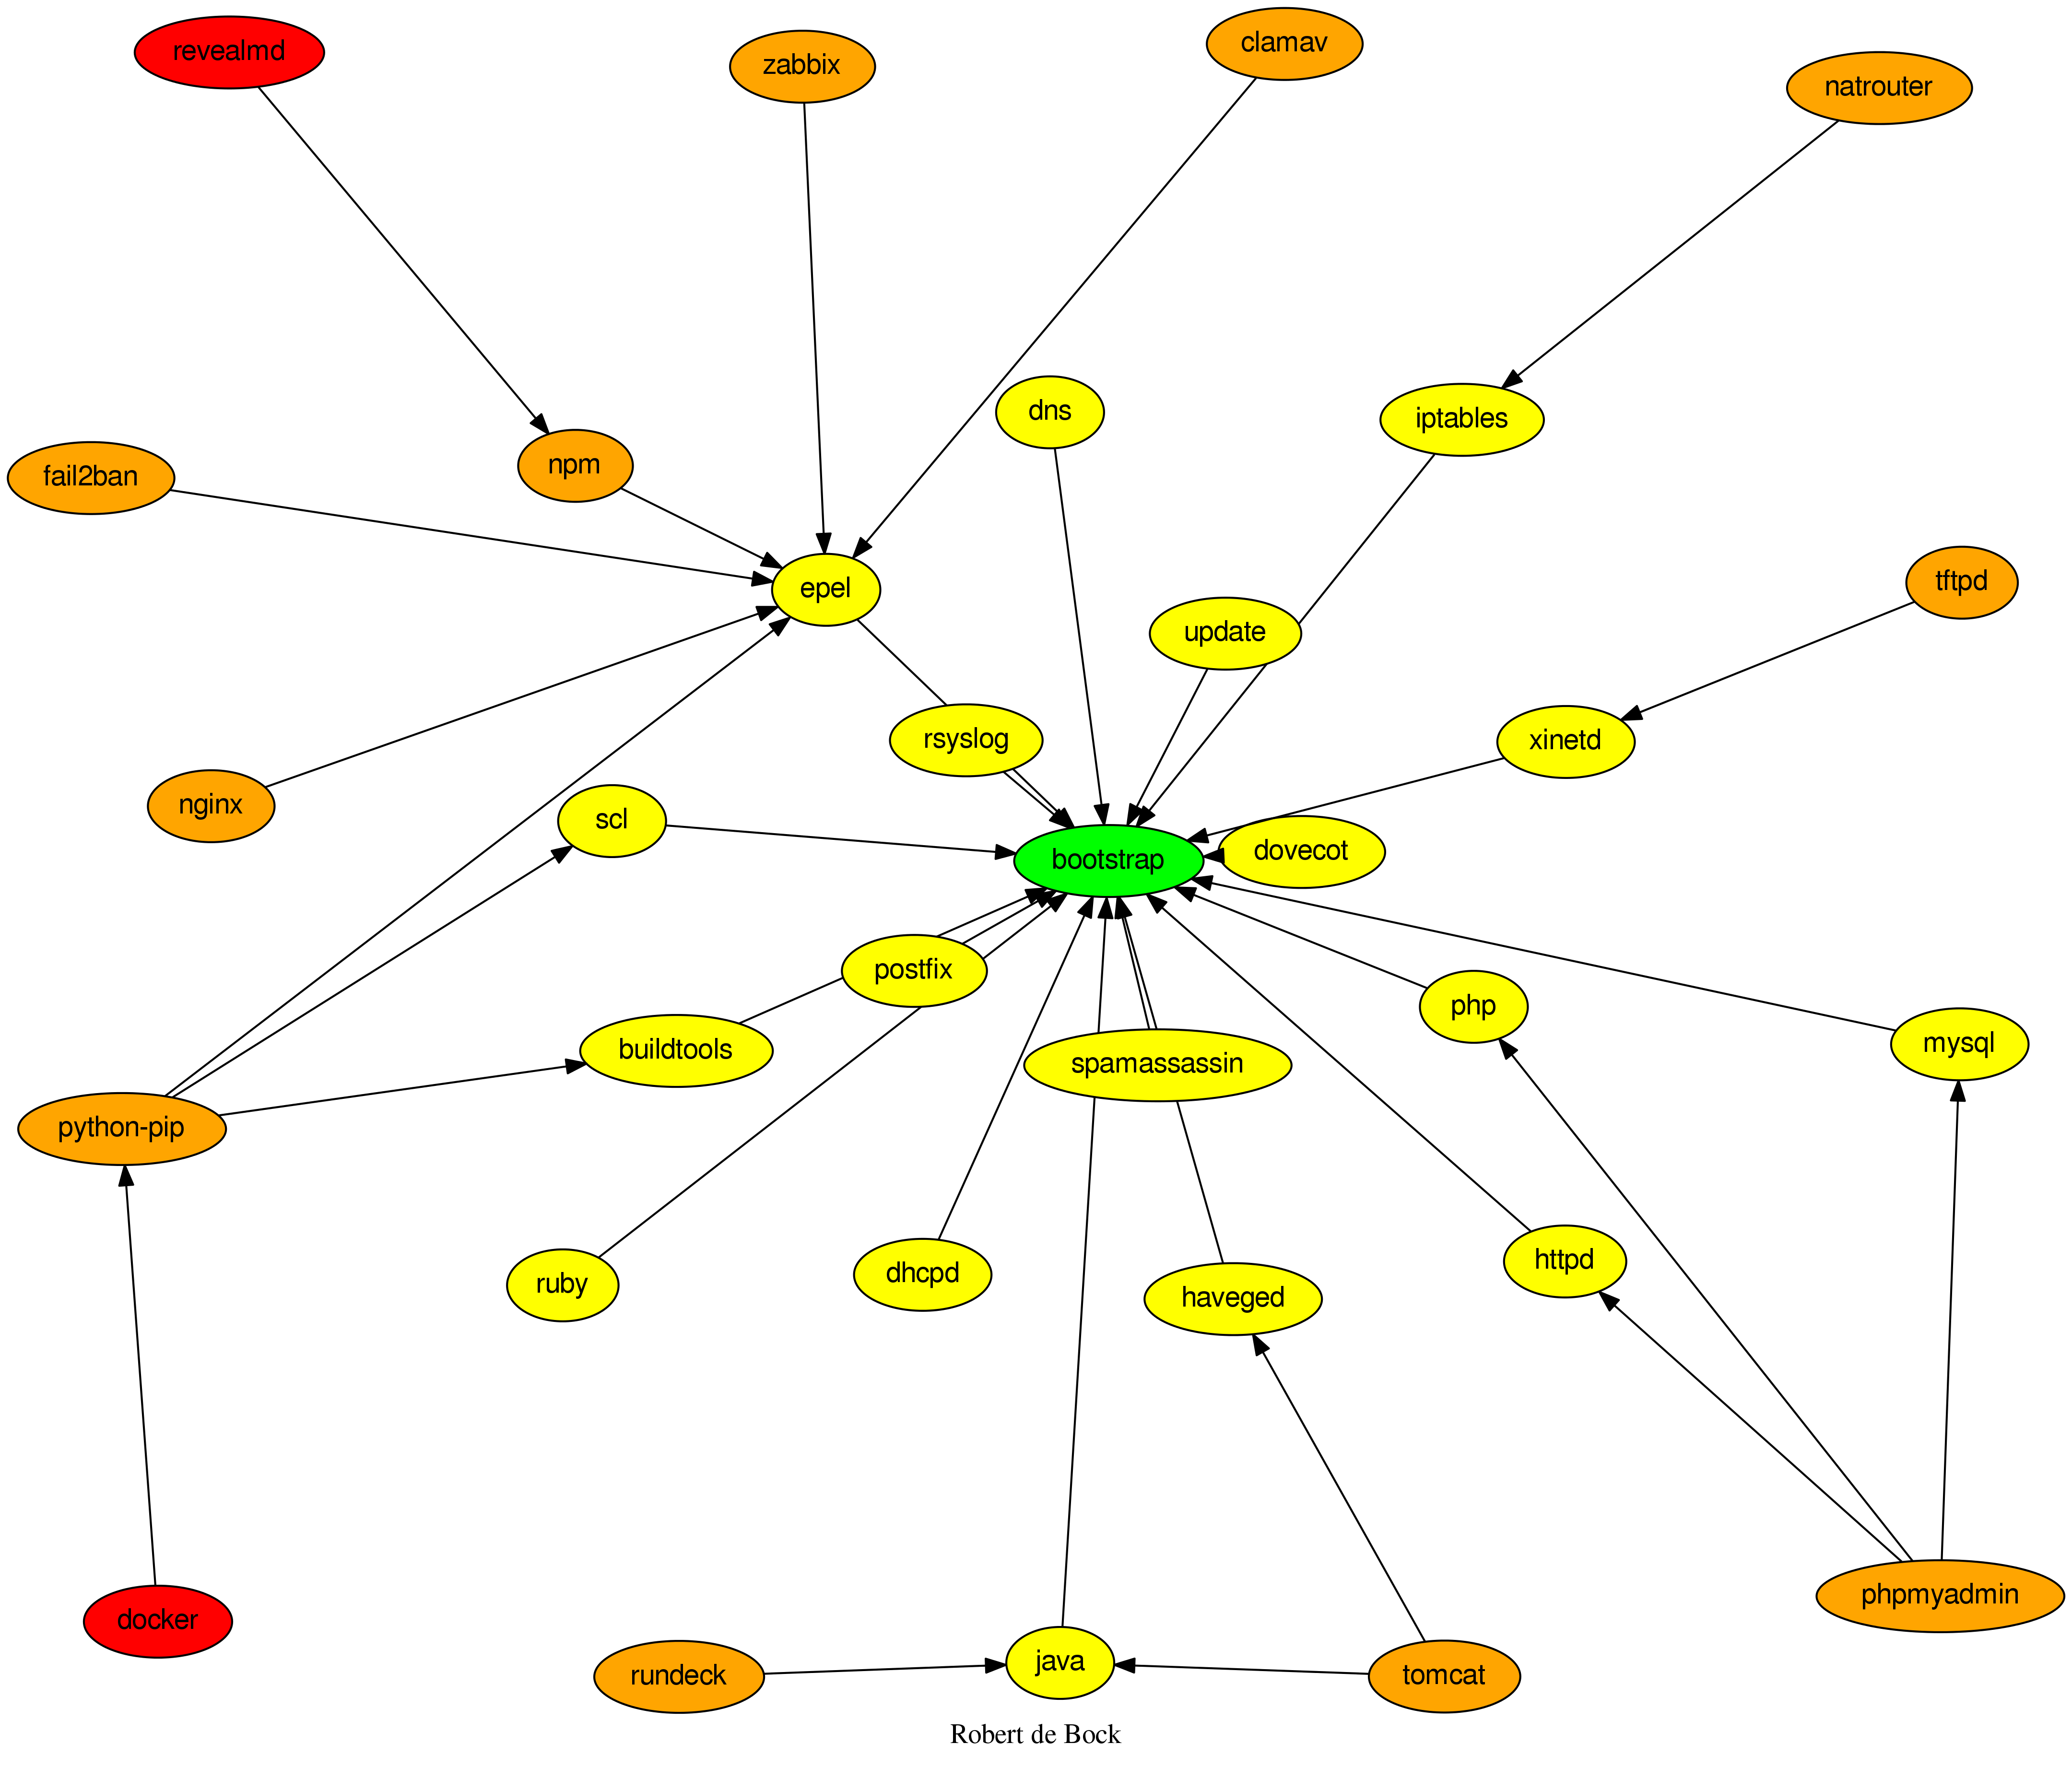 revealmd
zabbix
clamav
natrouter
dns
iptables
npm
fail2ban
epel
tftpd
update
rsyslog
xinetd
nginx
scl
bootstrap
dovecot
postfix
php
buildtools
spamassassin
mysql
python-pip
httpd
ruby
dhcpd
haveged
phpmyadmin
docker
rundeck
java
tomcat
Robert de Bock